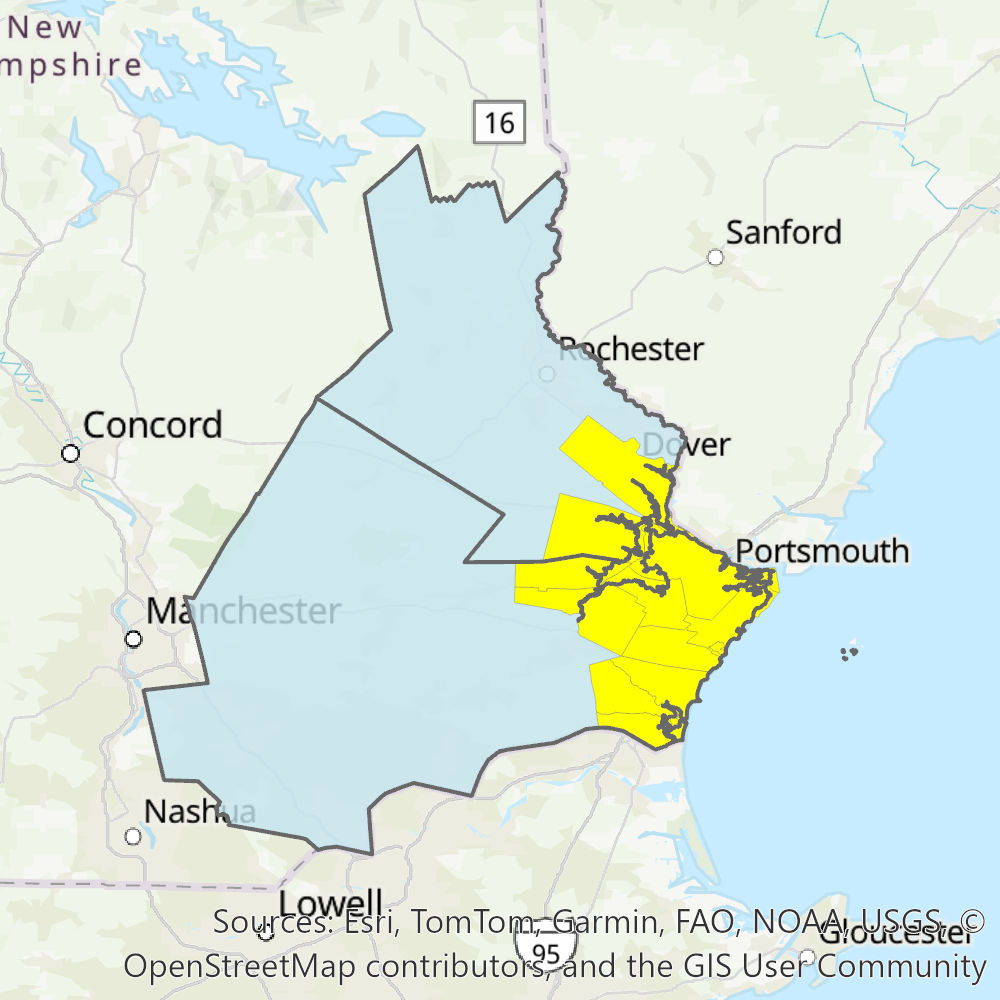 New
mpshire
16
Sanford
Rochester
Concord
Dover
Portsmouth
Manchester
Nashua
Lowell
Sources: Esri, TomTom, Garmin, FAO, NOAA, USGS, ©
Gloucester
95
OpenStreetMap contributors, and the GIS User Community